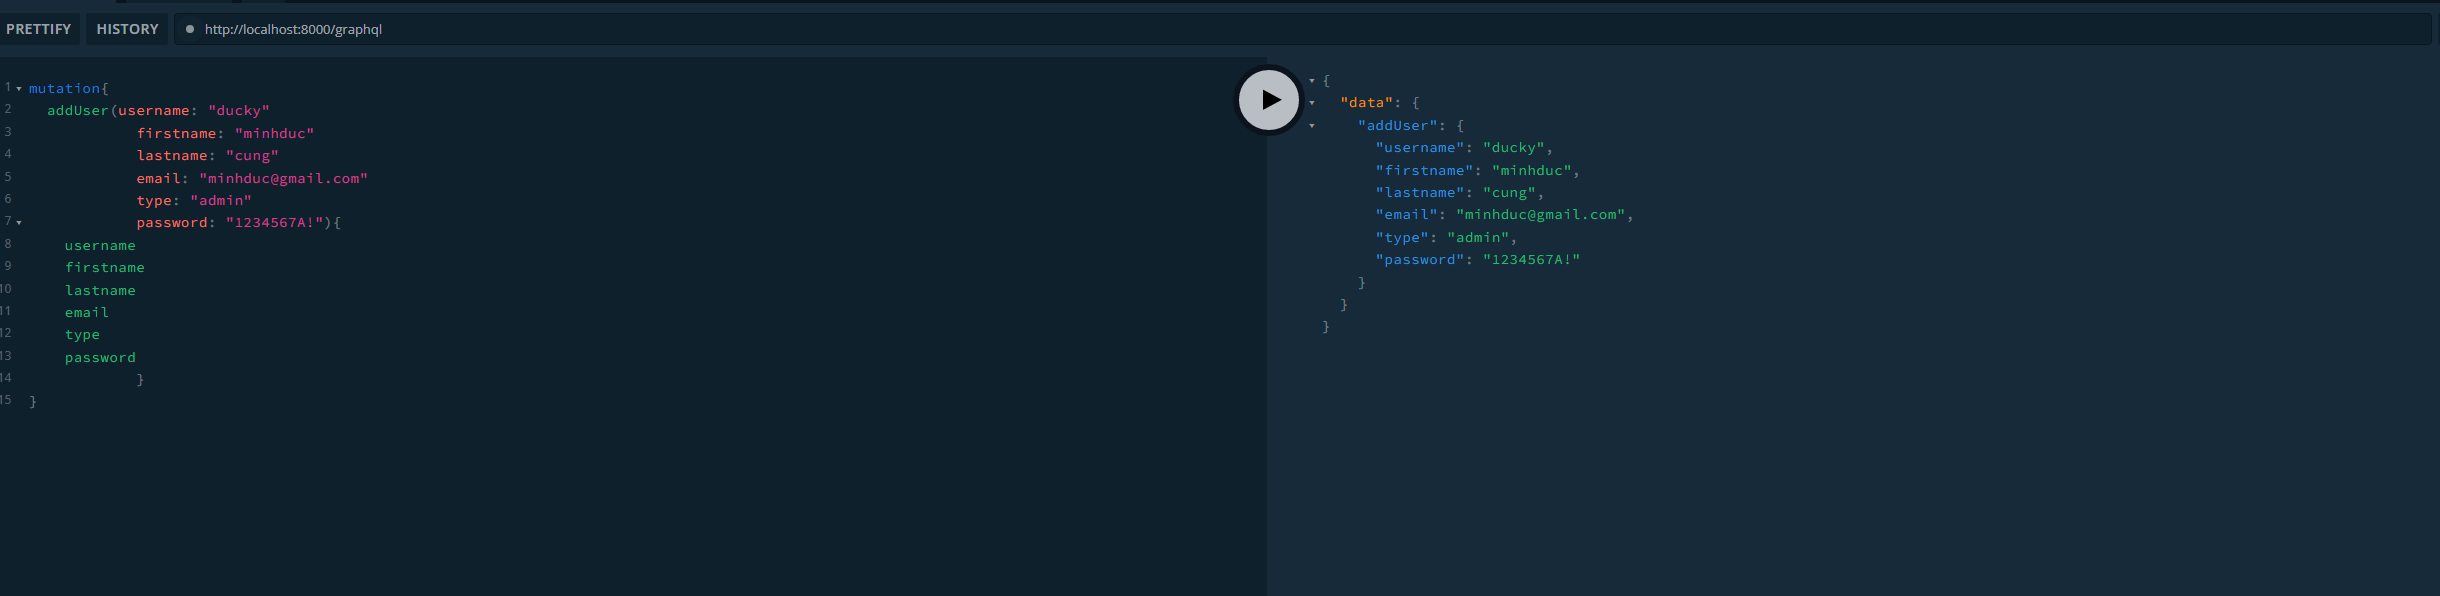 PRETTIFY HISTORY http://localhost:8000/graphql
1 mutation{
2 addUser(username: "ducky"
3 firstname: "minhduc"
4 lastname: "cung"
5 email: "minhduc@gmail.com"
6 type: "admin"
7 password: "1234567A!"){
8 username
9 firstname
10 lastname
11 email
12 type
13 password
14 }
15 }
{
"data": {
"addUser": {
"username": "ducky",
"firstname": "minhduc",
"lastname": "cung",
"email": "minhduc@gmail.com",
"type": "admin",
"password": "1234567A!"
}
}
}